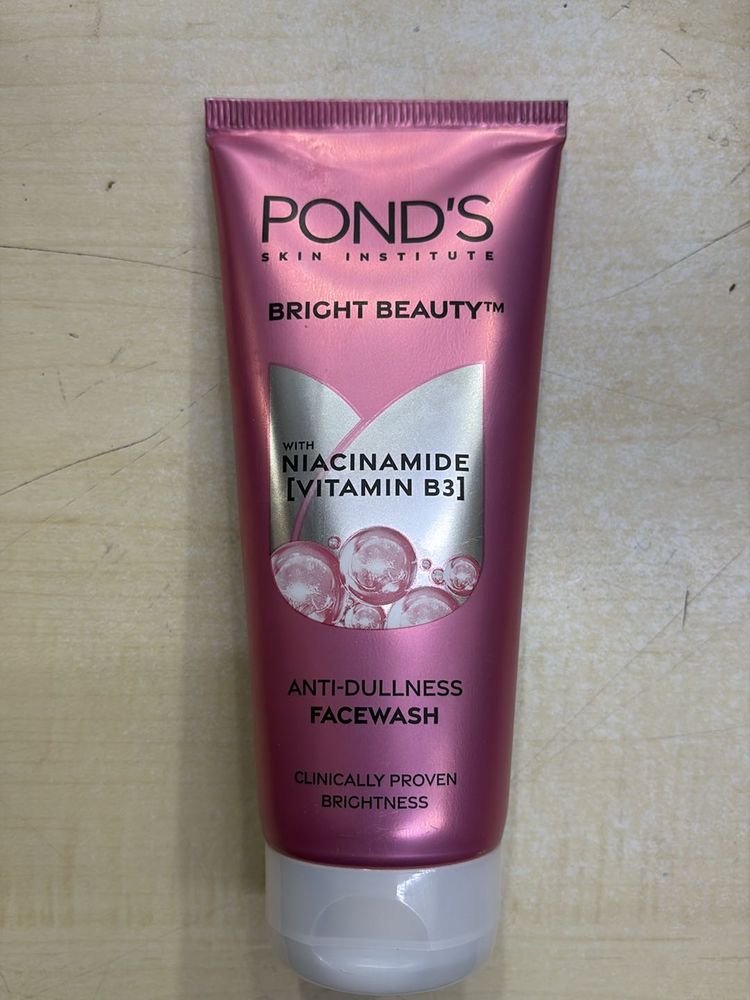 POND'S
SKIN INSTITUTE
BRIGHT BEAUTY™
WITH
NIACINAMIDE
[VITAMIN B3]
ANTI-DULLNESS
FACEWASH
CLINICALLY PROVEN
BRIGHTNESS